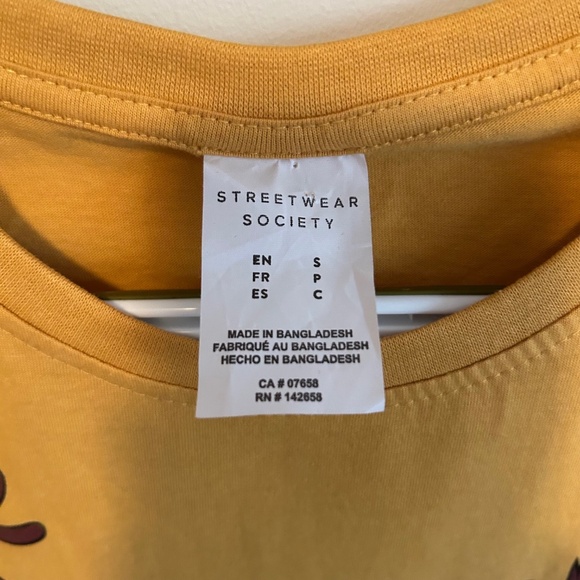 STREETWEAR
SOCIETY
EN S
FR P
ES C
MADE IN BANGLADESH
FABRIQUÉ AU BANGLADESH
HECHO EN BANGLADESH
CA # 07658
RN # 142658